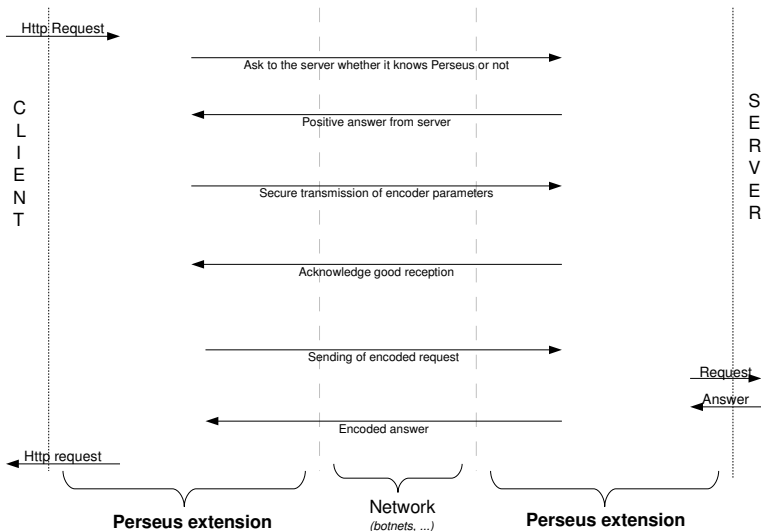 Http Request
Ask to the server whether it knows Perseus or not
CLIENT
SERVER
Positive answer from server
Secure transmission of encoder parameters
Acknowledge good reception
Sending of encoded request
Request
Answer
Encoded answer
Http request
Perseus extension
Network
(botnets, ...)
Perseus extension